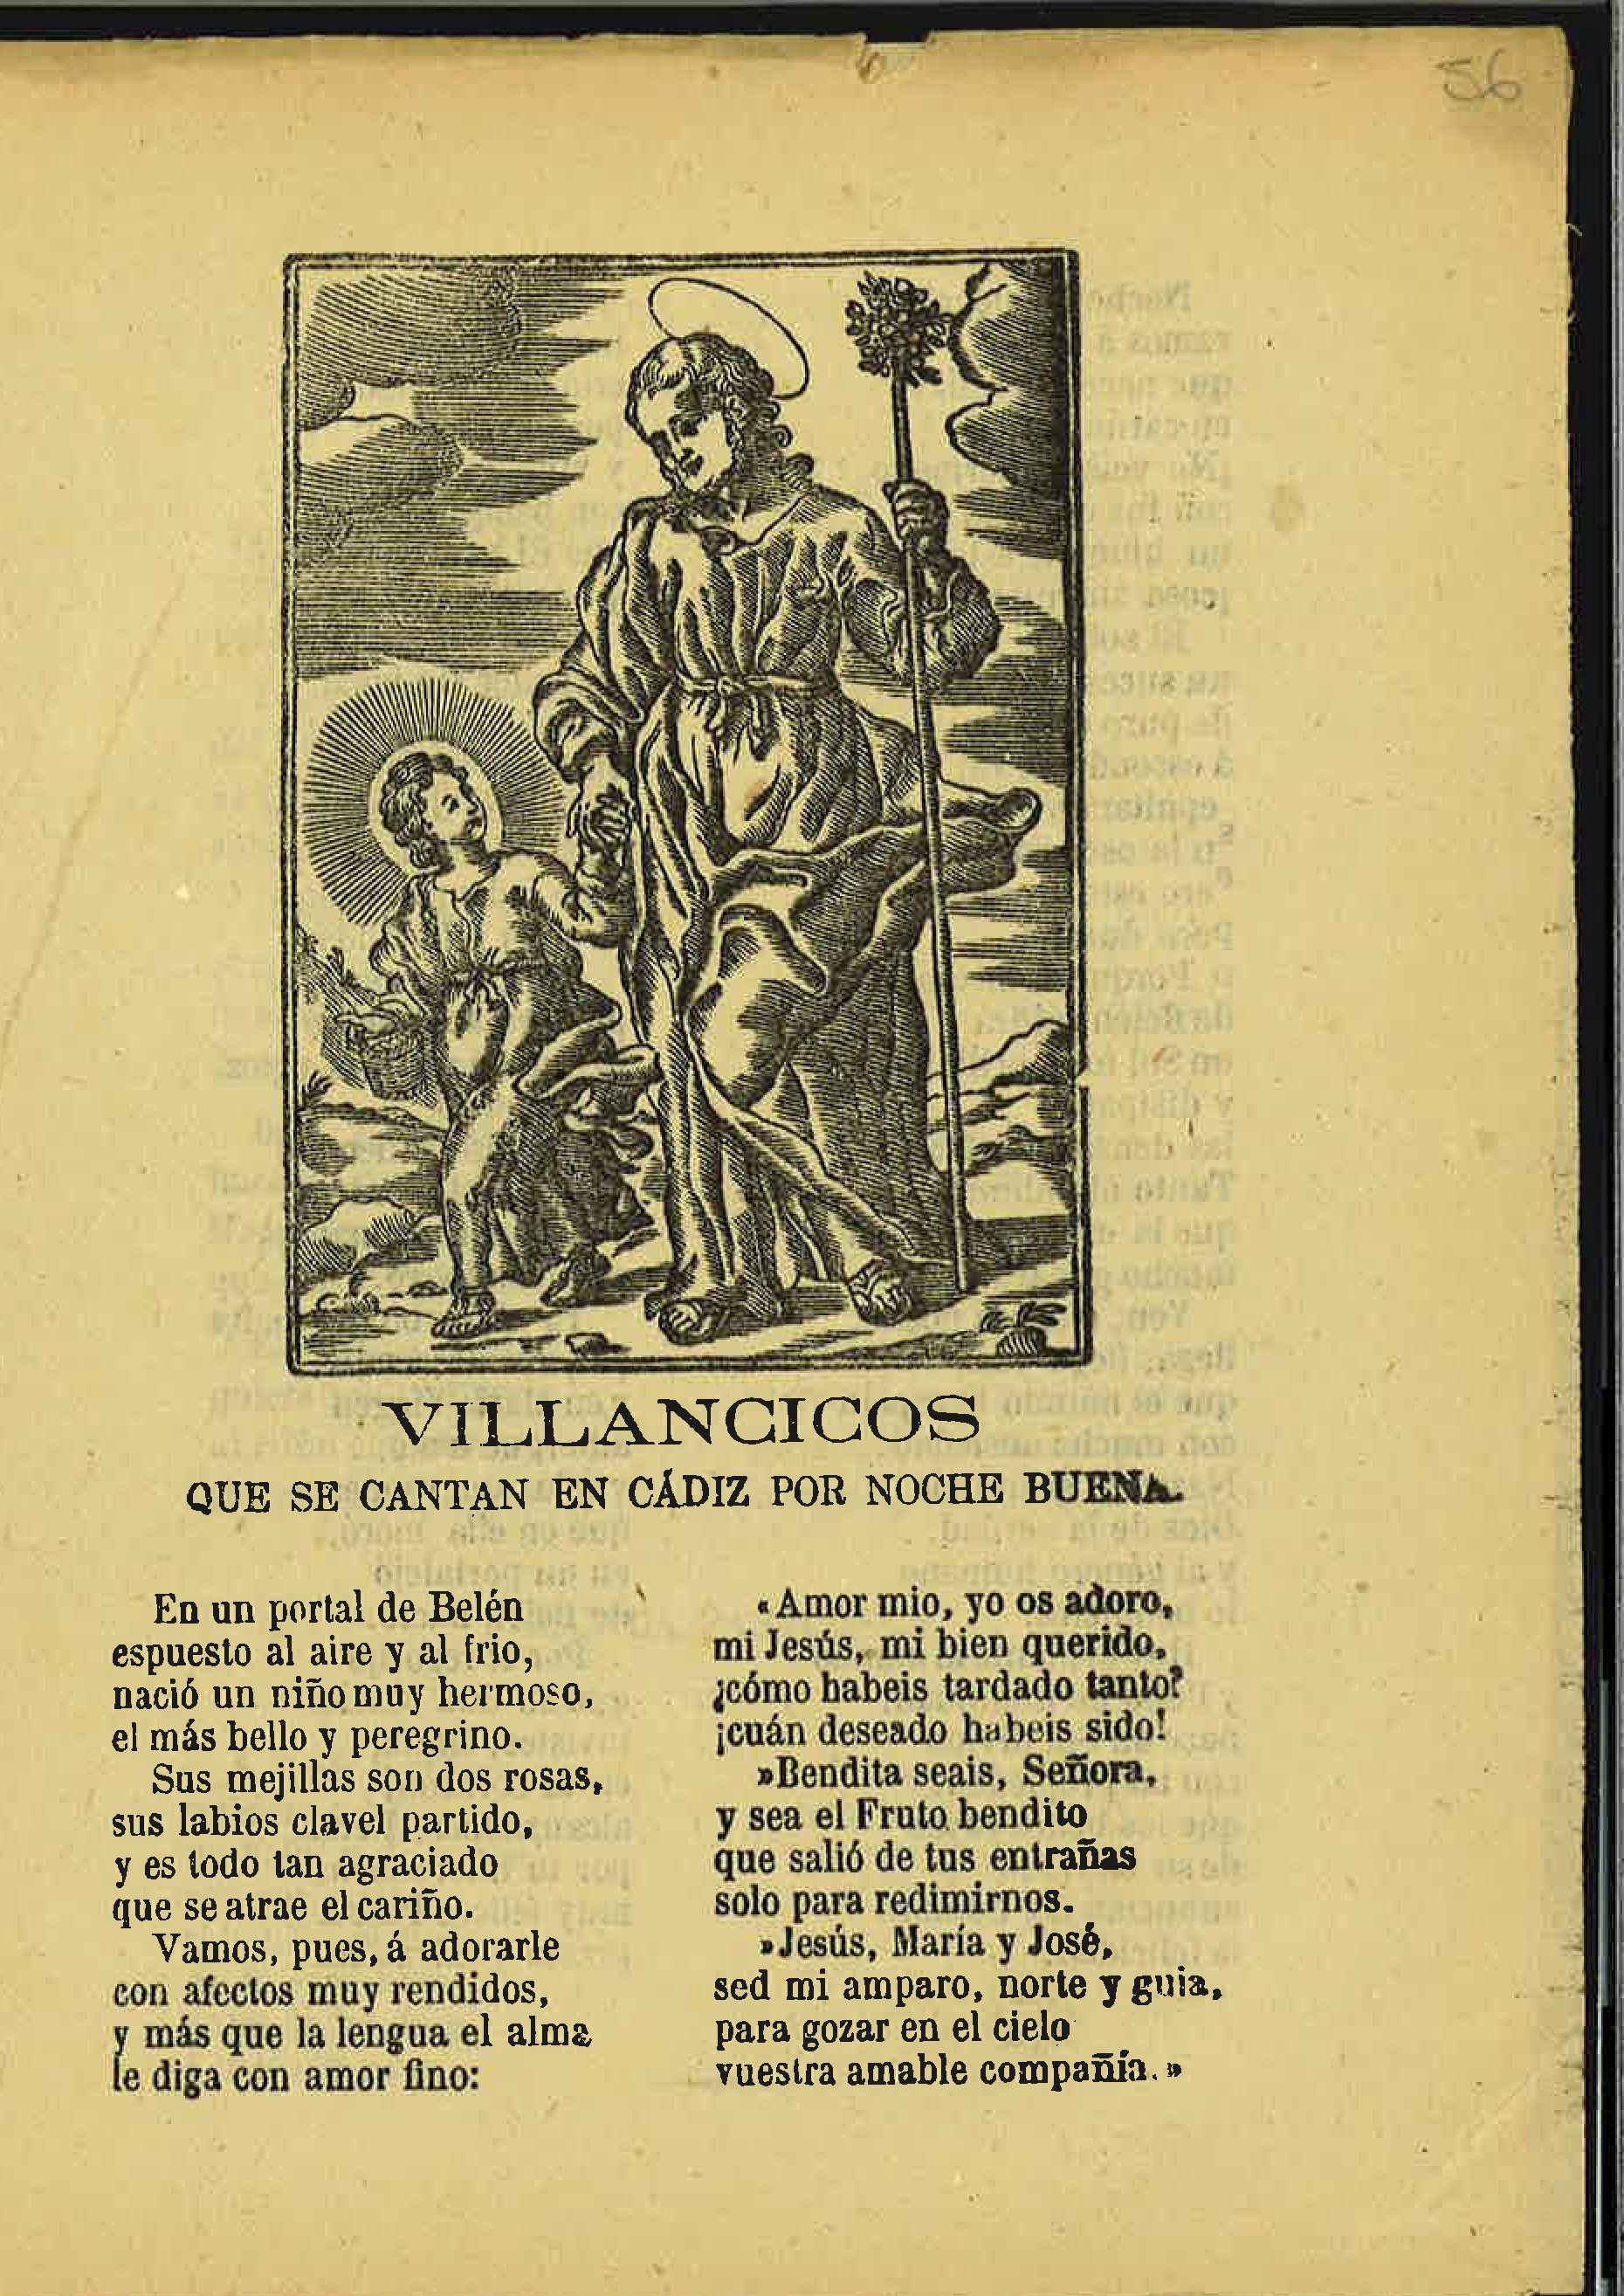 56
VILLANCICOS
QUE SE CANTAN EN CÁDIZ POR NOCHE BUENA.
En un portal de Belén
espuesto al aire y al frio,
nació un niño muy hermoso,
el más bello y peregrino.
Sus mejillas son dos rosas,
sus labios clavel partido,
y es todo tan agraciado
que se atrae el cariño.
Vamos, pues, á adorarle
con afectos muy rendidos,
y más que la lengua el alma
le diga con amor fino:
«Amor mio, yo os adoro,
mi Jesús, mi bien querido,
¿cómo habeis tardado tanto?
¡cuán deseado habeis sido!
»Bendita seais, Señora,
y sea el Fruto bendito
que salió de tus entrañas
solo para redimirnos.
»Jesús, María y José,
sed mi amparo, norte y guia,
para gozar en el cielo
vuestra amable compañía.»